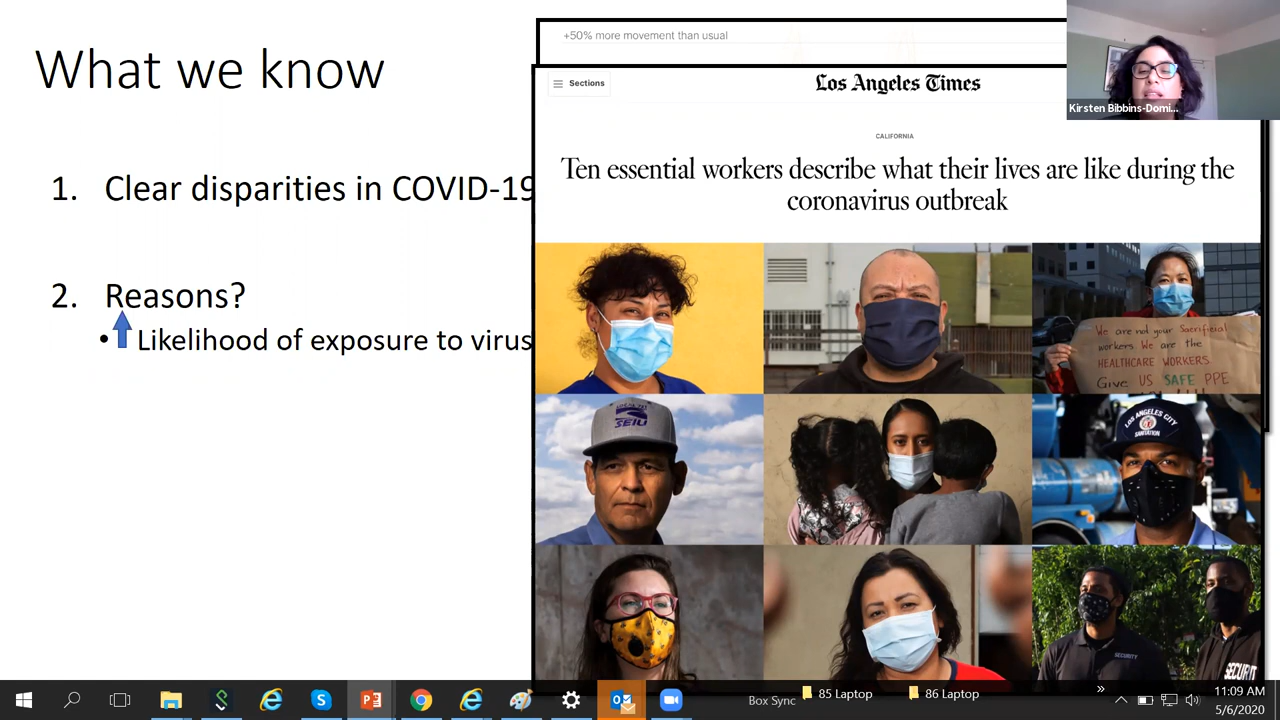 What we know
1. Clear disparities in COVID-19
2. Reasons?
• Likelihood of exposure to virus
+50% more movement than usual
Sections
Los Angeles Times
CALIFORNIA
Ten essential workers describe what their lives are like during the
coronavirus outbreak
We are not your Sacrificial
workers. We are the
HEALTHCARE WORKERS.
Give US SAFE PPE
SEIU
LOS ANGELES CITY
SANITATION
SECURITY
SECURIT
Kirsten Bibbins-Domi...
Box Sync
85 Laptop
86 Laptop
»
11:09 AM
5/6/2020